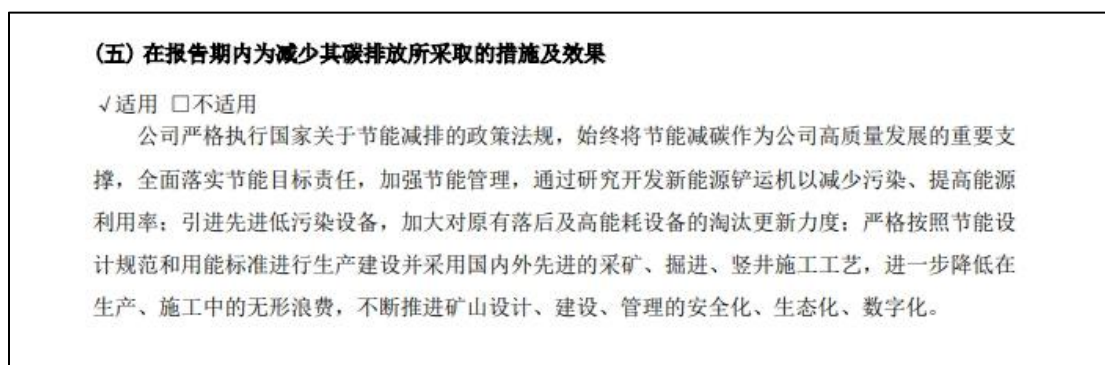 (五) 在报告期内为减少其碳排放所采取的措施及效果
√适用 □不适用
公司严格执行国家关于节能减排的政策法规，始终将节能减碳作为公司高质量发展的重要支
撑，全面落实节能目标责任，加强节能管理，通过研究开发新能源铲运机以减少污染、提高能源
利用率；引进先进低污染设备，加大对原有落后及高能耗设备的淘汰更新力度；严格按照节能设
计规范和用能标准进行生产建设并采用国内外先进的采矿、掘进、竖井施工工艺，进一步降低在
生产、施工中的无形浪费，不断推进矿山设计、建设、管理的安全化、生态化、数字化。